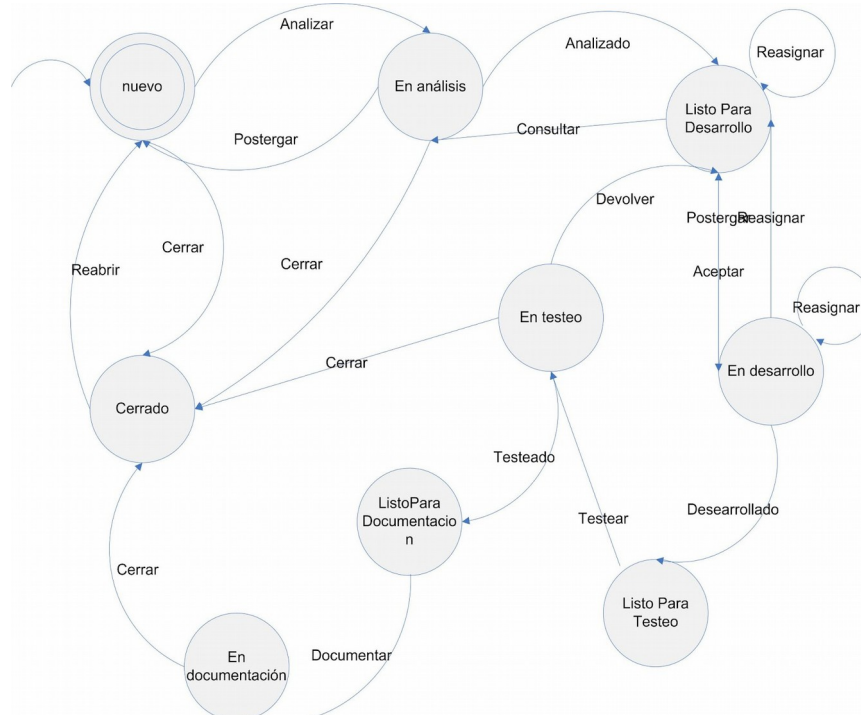 Analizar
Analizado
Reasignar
nuevo
En análisis
Listo Para
Desarrollo
Postergar
Consultar
Devolver
Postergar
Reasignar
Reabrir
Cerrar
Cerrar
Aceptar
En testeo
Reasignar
Cerrar
En desarrollo
Cerrado
Testeado
ListoPara
Documentacio
n
Testear
Desearrollado
Cerrar
Listo Para
Testeo
En
documentación
Documentar